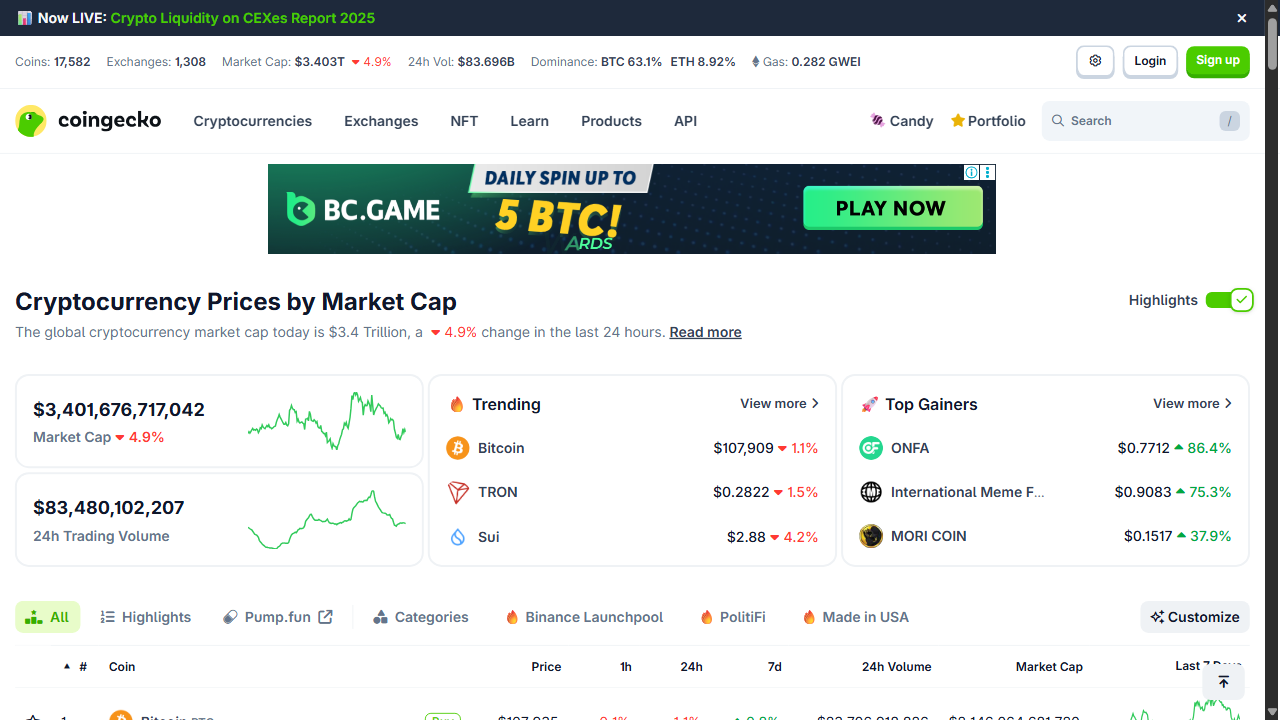 Now LIVE: Crypto Liquidity on CEXes Report 2025
Coins: 17,582 Exchanges: 1,308 Market Cap: $3.403T 4.9% 24h Vol: $83.696B Dominance: BTC 63.1% ETH 8.92% Gas: 0.282 GWEI
Login Sign up
coingecko Cryptocurrencies Exchanges NFT Learn Products API Candy Portfolio Search /
BC.GAME
DAILY SPIN UP TO
5 BTC!
ARDS
PLAY NOW
Cryptocurrency Prices by Market Cap
Highlights
The global cryptocurrency market cap today is $3.4 Trillion, a 4.9% change in the last 24 hours. Read more
$3,401,676,717,042
Market Cap 4.9%
$83,480,102,207
24h Trading Volume
Trending View more
Bitcoin $107,909 1.1%
TRON $0.2822 1.5%
Sui $2.88 4.2%
Top Gainers View more
ONFA $0.7712 86.4%
International Meme F... $0.9083 75.3%
MORI COIN $0.1517 37.9%
All Highlights Pump.fun Categories Binance Launchpool PolitiFi Made in USA Customize
# Coin Price 1h 24h 7d 24h Volume Market Cap Last 7 Days